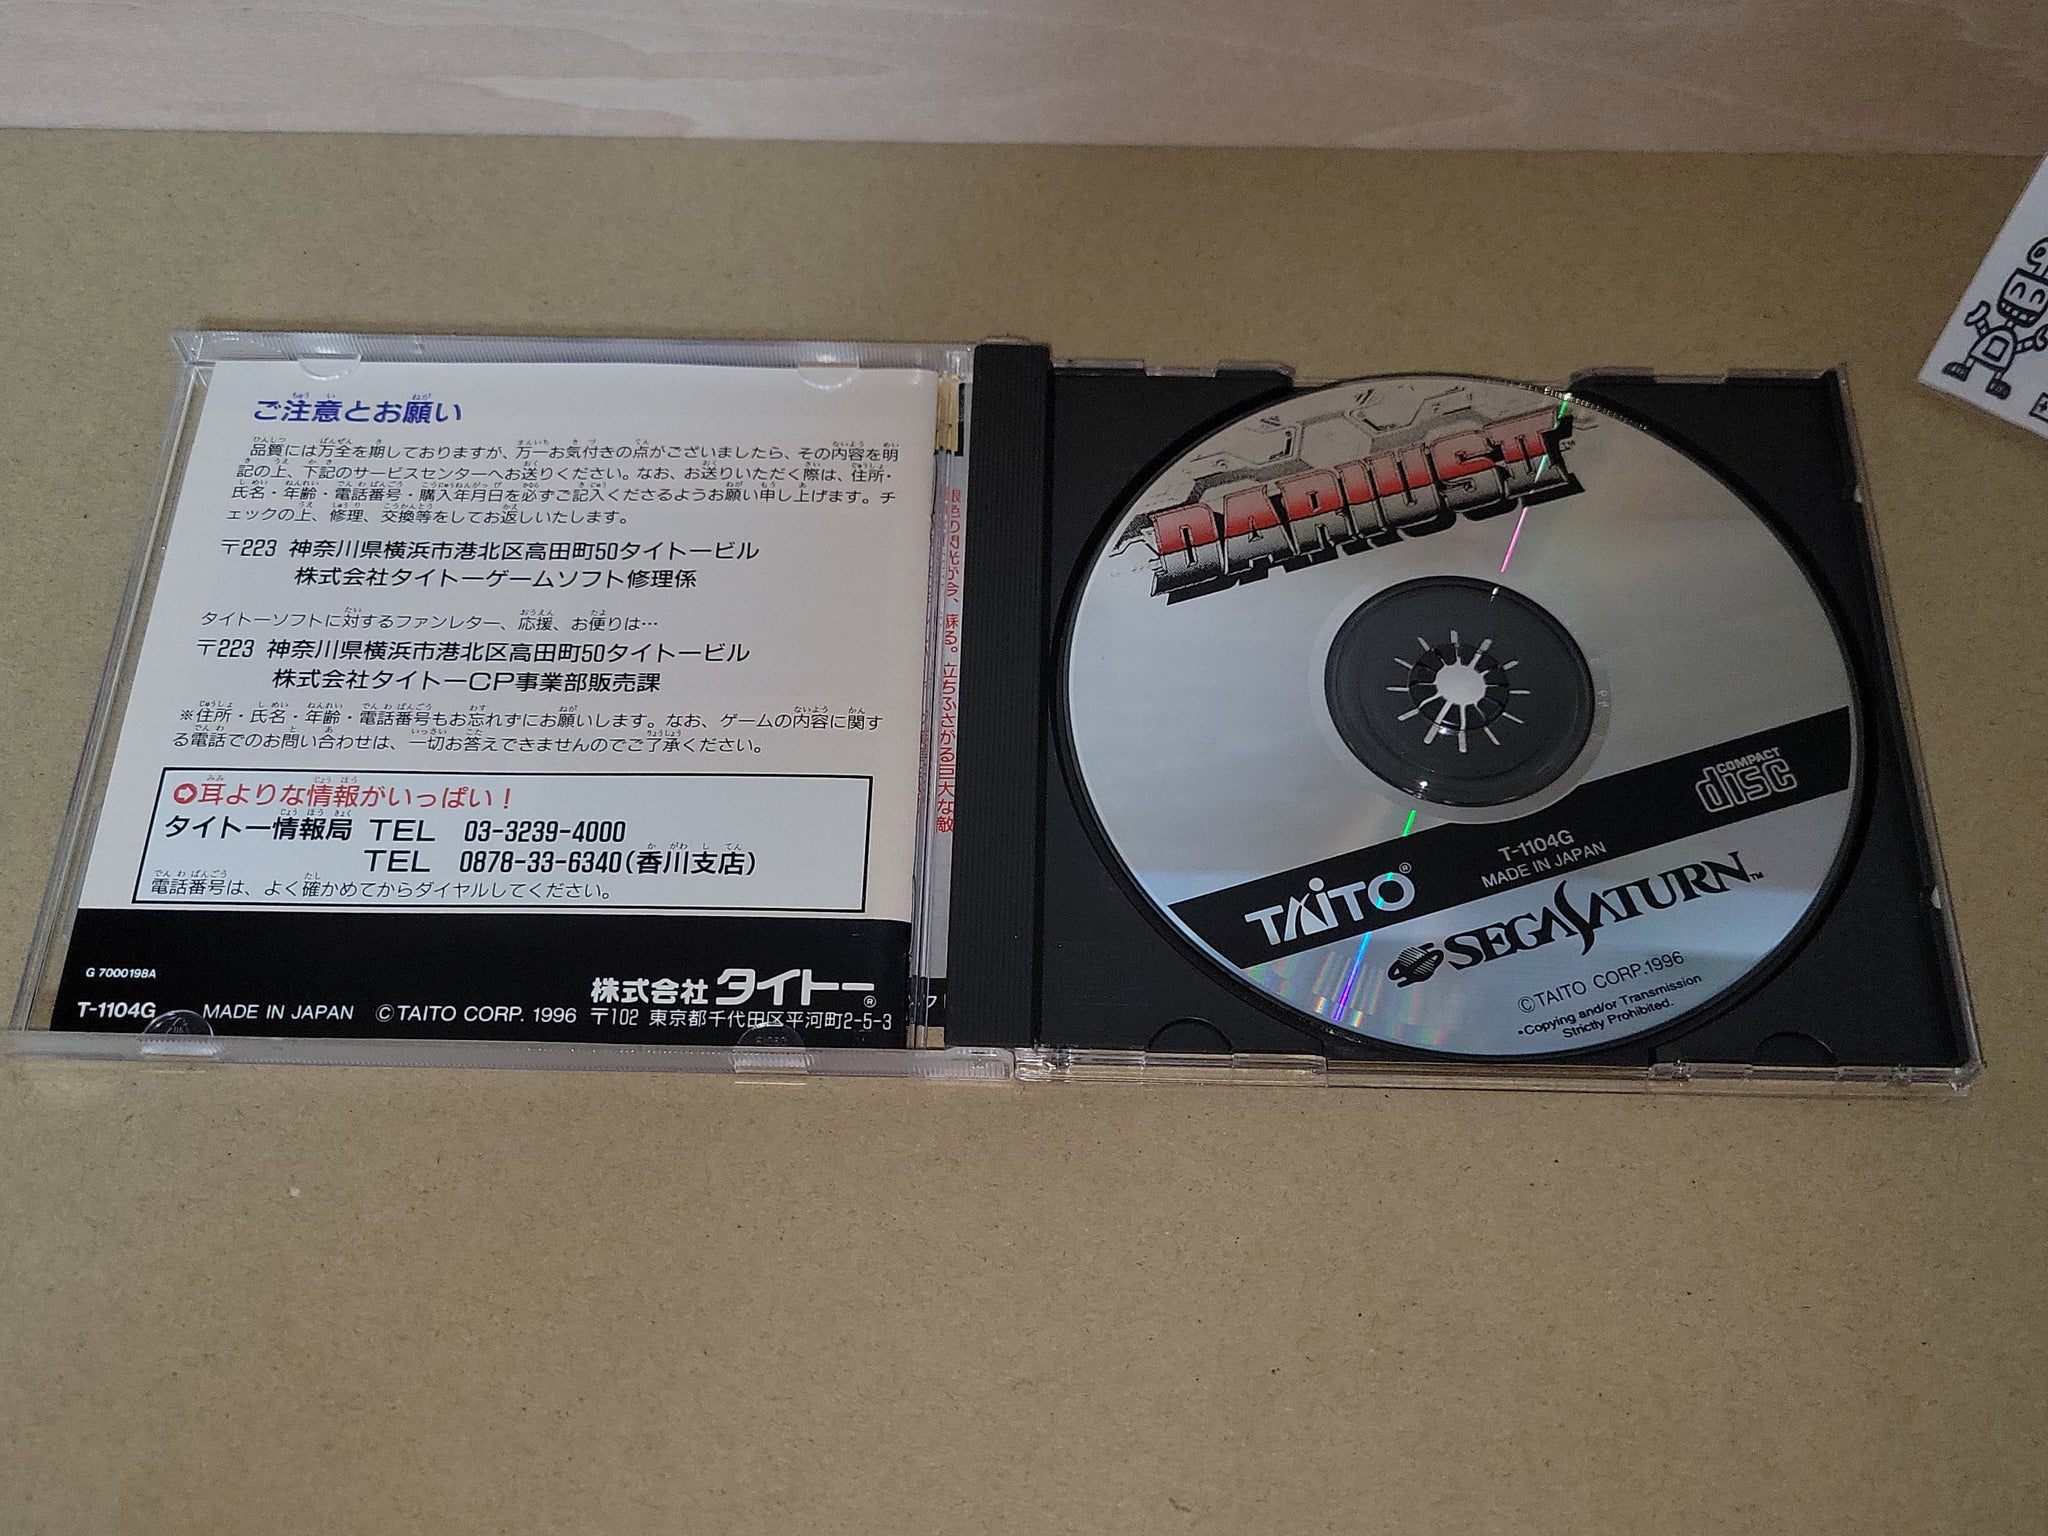 ご注意とお願い
品質には万全を期しておりますが、万一お気付きの点がございましたら、その内容を明
記の上、下記のサービスセンターへお送りください。なお、お送りいただく際は、住所・
氏名・年齢・電話番号・購入年月日を必ずご記入くださるようお願い申し上げます。チ
ェックの上、修理、交換等をしてお返しいたします。
〒223 神奈川県横浜市港北区高田町50タイトービル
株式会社タイトーゲームソフト修理係
タイトーソフトに対するファンレター、応援、お便りは…
〒223 神奈川県横浜市港北区高田町50タイトービル
株式会社タイトーCP事業部販売課
※住所・氏名・年齢・電話番号もお忘れずにお願いします。なお、ゲームの内容に関す
る電話でのお問い合わせは、一切お答えできませんのでご了承ください。
耳よりな情報がいっぱい!
タイトー情報局 TEL 03-3239-4000
TEL 0878-33-6340(香川支店)
電話番号は、よく確かめてからダイヤルしてください。
G 7000198A
株式会社タイトー®
T-1104G MADE IN JAPAN ©TAITO CORP. 1996 〒102 東京都千代田区平河町2-5-3
銀色の閃光が今、蘇る。立ちふさがる巨大な敵
DARIUS II
COMPACT
disc
T-1104G
MADE IN JAPAN
TAITO®
SEGA SATURN™
©TAITO CORP.1996
•Copying and/or Transmission
Strictly Prohibited.